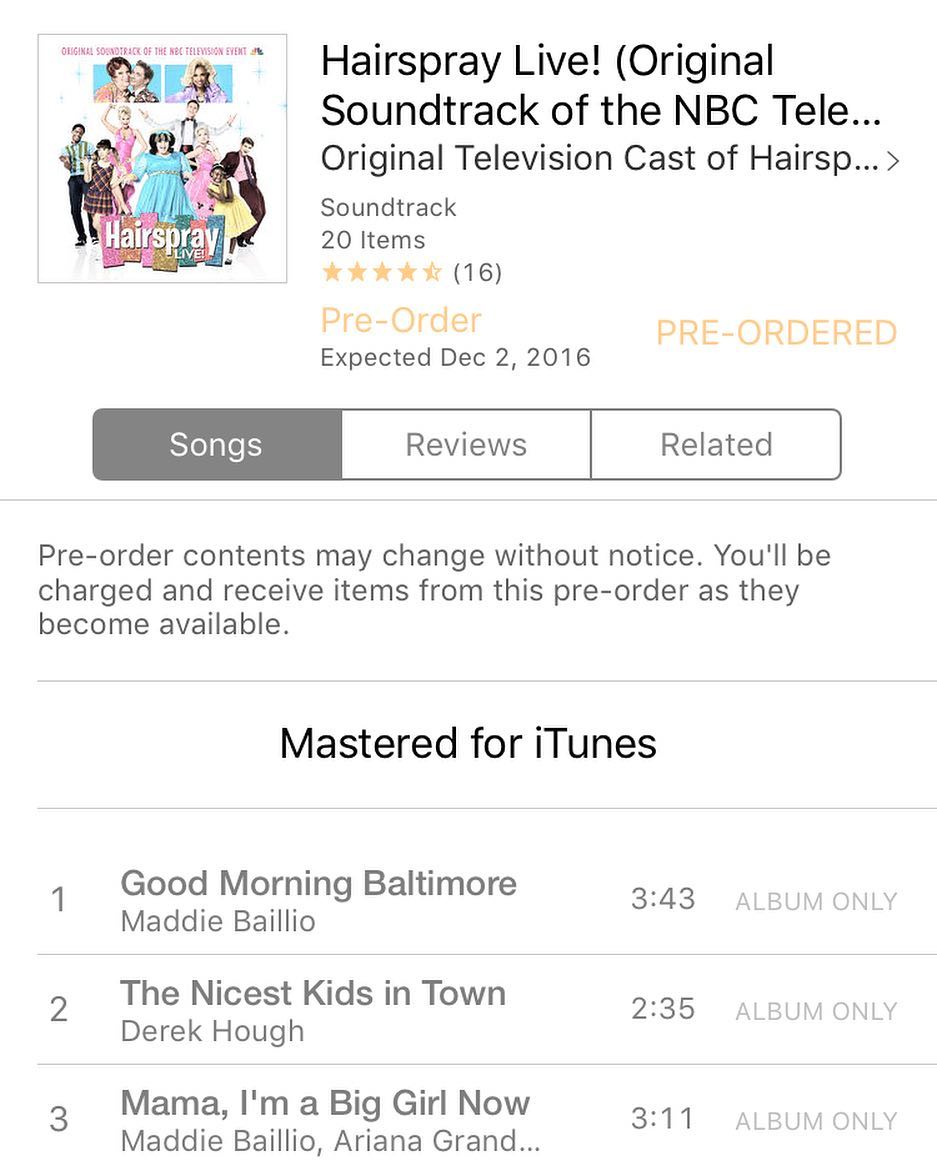 ORIGINAL SOUNDTRACK OF THE NBC TELEVISION EVENT
Hairspray
LIVE!
Hairspray Live! (Original
Soundtrack of the NBC Tele...
Original Television Cast of Hairsp...
Soundtrack
20 Items
(16)
Pre-Order
PRE-ORDERED
Expected Dec 2, 2016
Songs
Reviews
Related
Pre-order contents may change without notice. You'll be
charged and receive items from this pre-order as they
become available.
Mastered for iTunes
1 Good Morning Baltimore 3:43 ALBUM ONLY
Maddie Baillio
2 The Nicest Kids in Town 2:35 ALBUM ONLY
Derek Hough
3 Mama, I'm a Big Girl Now 3:11 ALBUM ONLY
Maddie Baillio, Ariana Grand...